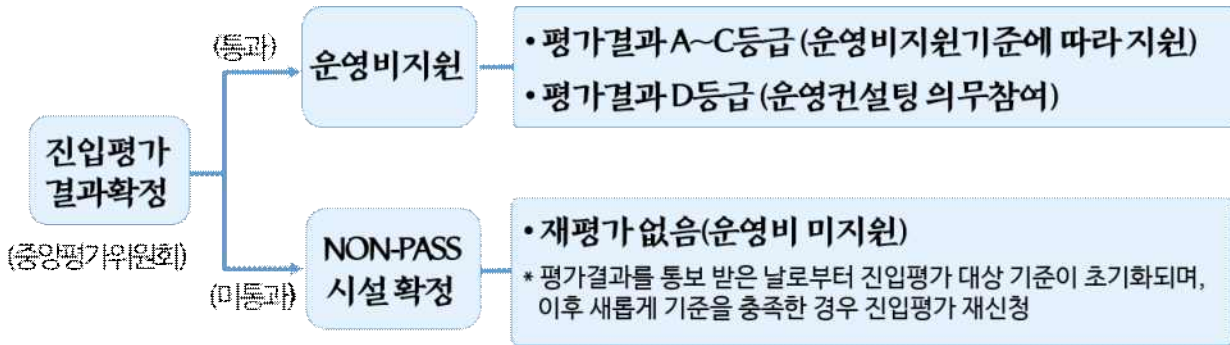 (통과)
운영비지원
• 평가결과 A~C등급 (운영비지원기준에 따라 지원)
• 평가결과 D등급 (운영컨설팅 의무참여)
진입평가
결과확정
(중앙평가위원회)
(미통과)
NON-PASS
시설 확정
• 재평가 없음(운영비 미지원)
* 평가결과를 통보 받은 날로부터 진입평가 대상 기준이 초기화되며,
이후 새롭게 기준을 충족한 경우 진입평가 재신청